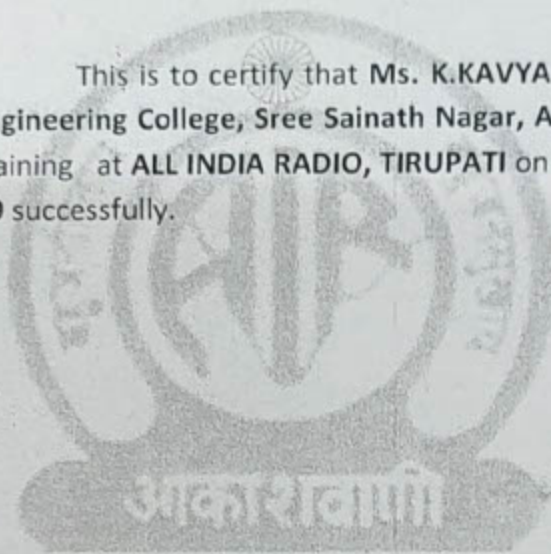 This is to certify that Ms. K.KAVYA
gineering College, Sree Sainath Nagar, A
aining at ALL INDIA RADIO, TIRUPATI on
successfully.
AIR
आकाशवाणी